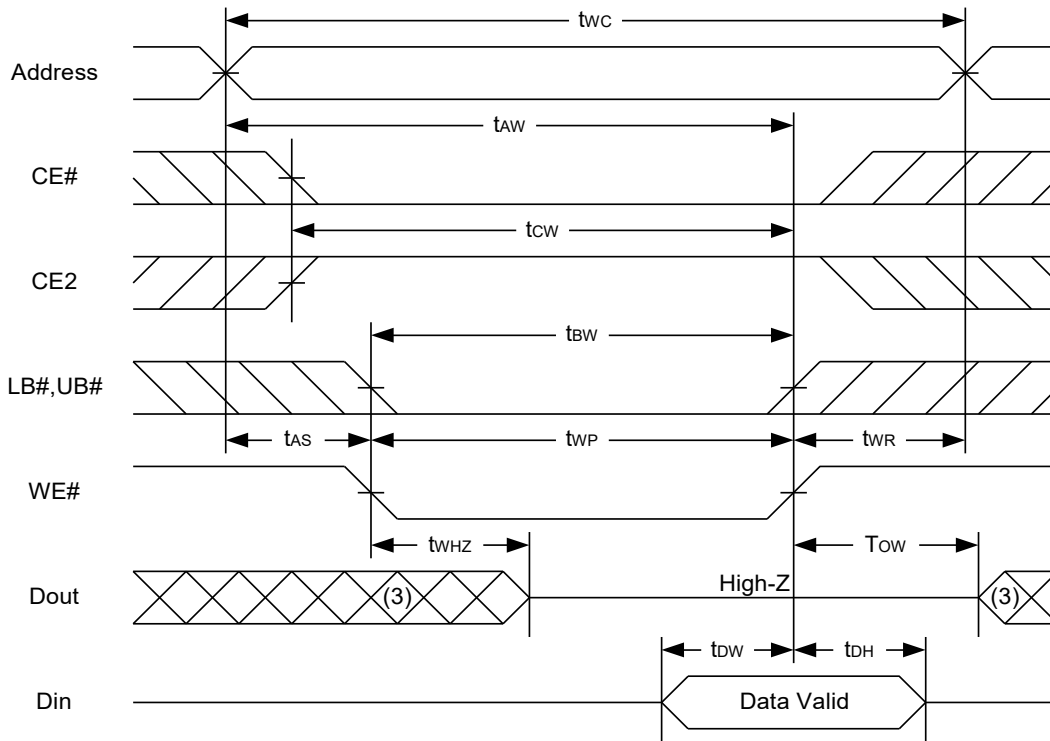 tWC
Address
tAW
CE#
tCW
CE2
tBW
LB#,UB#
tAS
tWP
tWR
WE#
tWHZ
TOW
Dout
(3)
High-Z
(3)
tDW
tDH
Din
Data Valid